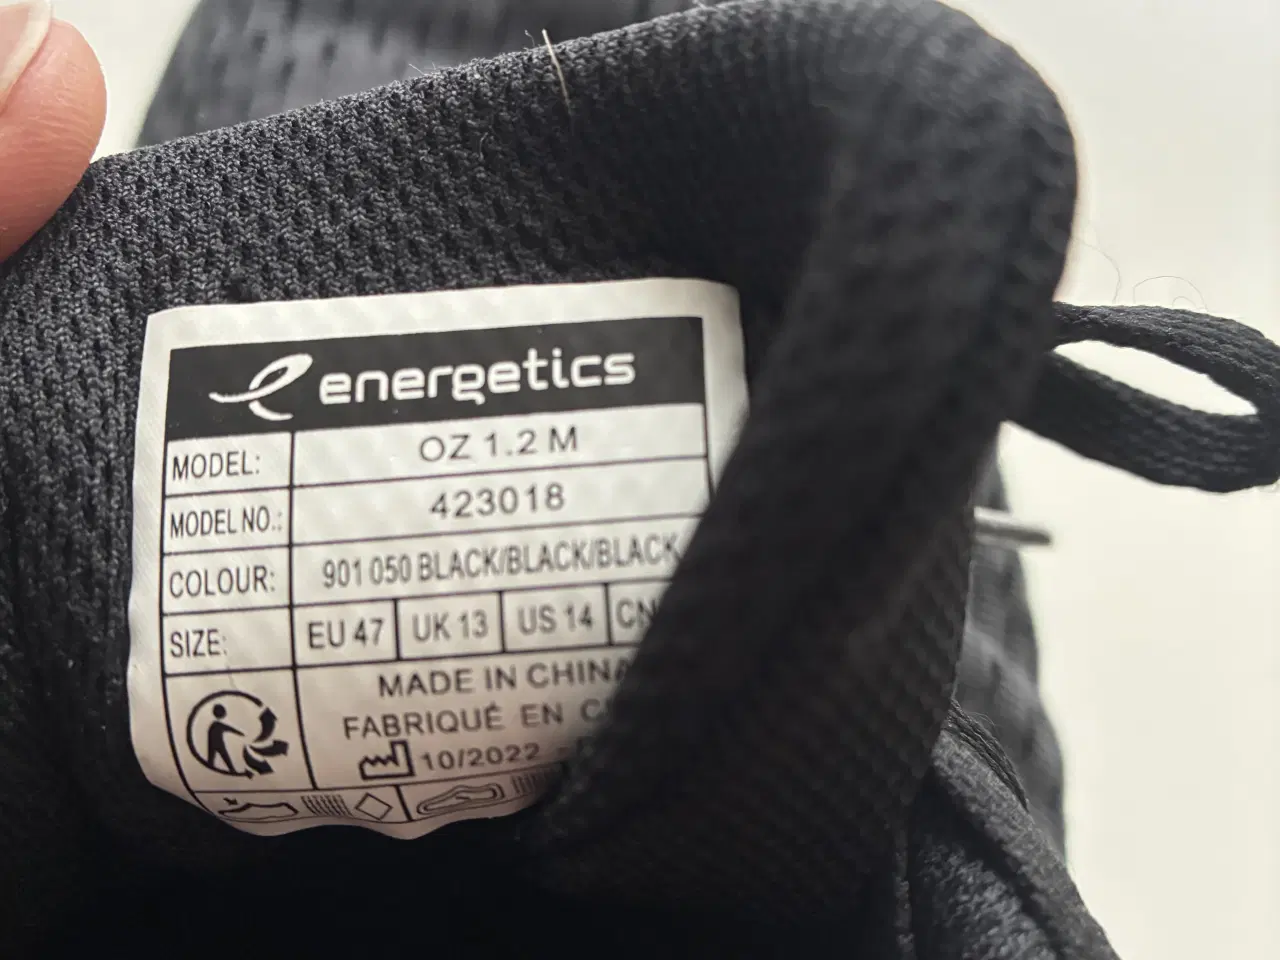 energetics
MODEL: OZ 1.2 M
MODEL NO.: 423018
COLOUR: 901 050 BLACK/BLACK/BLACK
SIZE: EU 47 UK 13 US 14 CN
MADE IN CHINA
FABRIQUÉ EN
10/2022